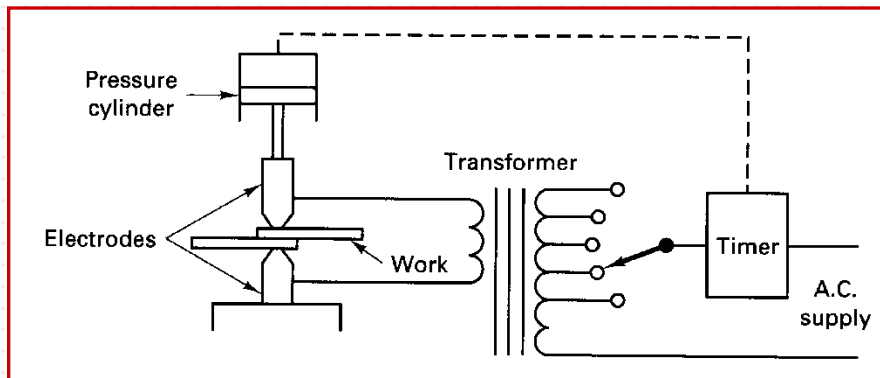 Pressure
cylinder
Transformer
Electrodes
Work
Timer
A.C.
supply